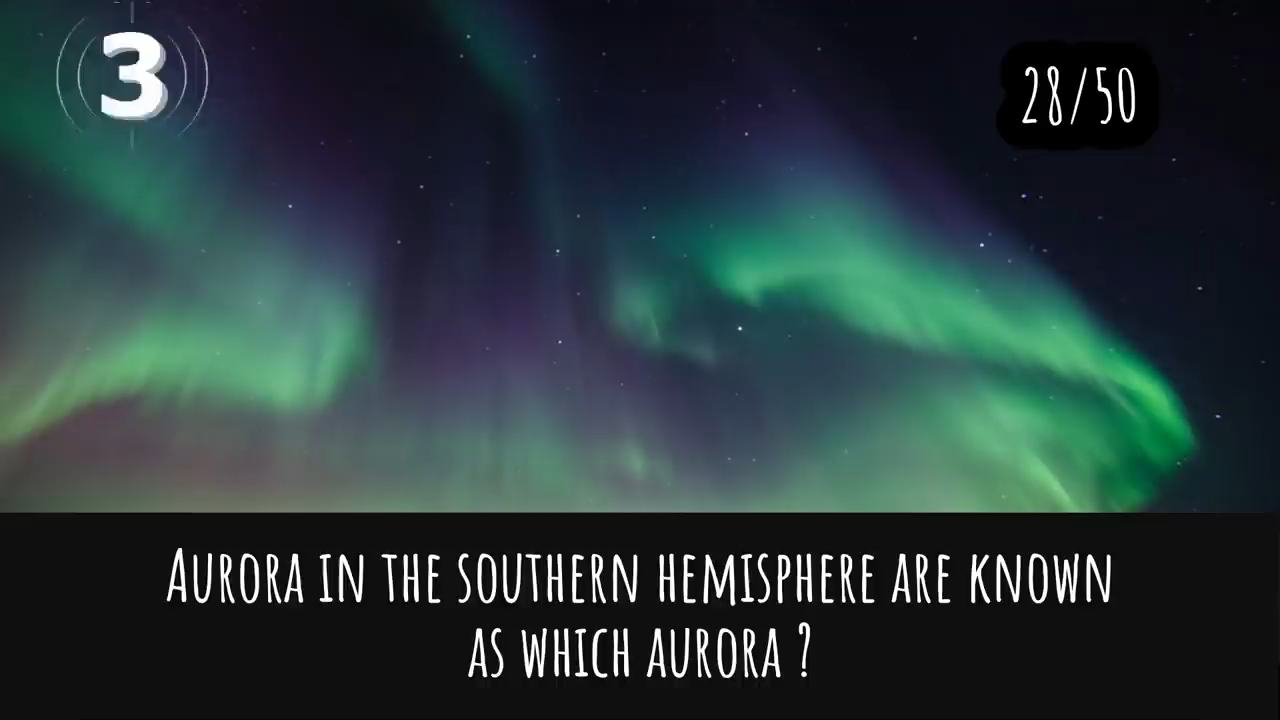 3
28/50
Aurora in the southern hemisphere are known
as which aurora ?